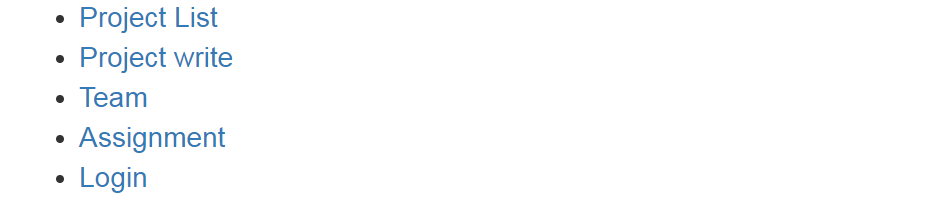 Project List
Project write
Team
Assignment
Login